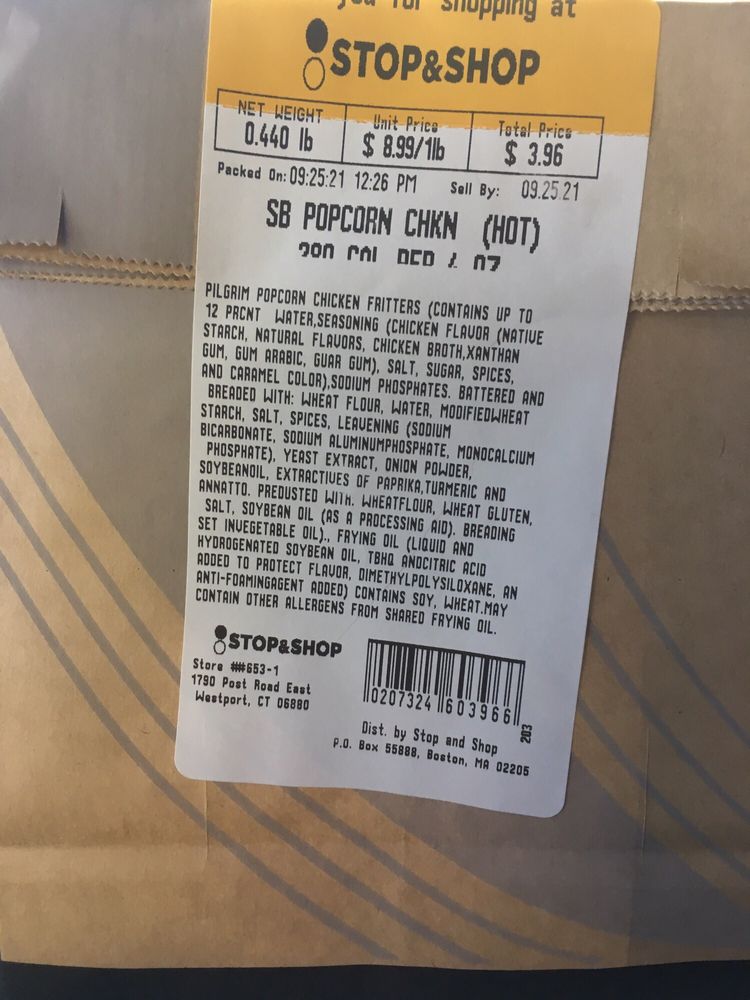 for shopping at
STOP&SHOP
NET WEIGHT Unit Price Total Price
0.440 lb $ 8.99/1lb $ 3.96
Packed On: 09.25.21 12:26 PM Sell By: 09.25.21
SB POPCORN CHKN (HOT)
PILGRIM POPCORN CHICKEN FRITTERS (CONTAINS UP TO
12 PRCNT WATER,SEASONING (CHICKEN FLAVOR (NATIVE
STARCH, NATURAL FLAVORS, CHICKEN BROTH,XANTHAN
GUM, GUM ARABIC, GUAR GUM), SALT, SUGAR, SPICES,
AND CARAMEL COLOR),SODIUM PHOSPHATES. BATTERED AND
BREADED WITH: WHEAT FLOUR, WATER, MODIFIEDWHEAT
STARCH, SALT, SPICES, LEAVENING (SODIUM
BICARBONATE, SODIUM ALUMINUMPHOSPHATE, MONOCALCIUM
PHOSPHATE), YEAST EXTRACT, ONION POWDER,
SOYBEANOIL, EXTRACTIVES OF PAPRIKA,TURMERIC AND
ANNATTO. PREDUSTED WITH. WHEATFLOUR, WHEAT GLUTEN,
SALT, SOYBEAN OIL (AS A PROCESSING AID). BREADING
SET INVEGETABLE OIL)., FRYING OIL (LIQUID AND
HYDROGENATED SOYBEAN OIL, TBHQ ANDCITRIC ACID
ADDED TO PROTECT FLAVOR, DIMETHYLPOLYSILOXANE, AN
ANTI-FOAMINGAGENT ADDED) CONTAINS SOY, WHEAT.MAY
CONTAIN OTHER ALLERGENS FROM SHARED FRYING OIL.
STOP&SHOP
Store ##653-1
1790 Post Road East
Westport, CT 06880
0207324 603966
203
Dist. by Stop and Shop
P.O. Box 55888, Boston, MA 02205